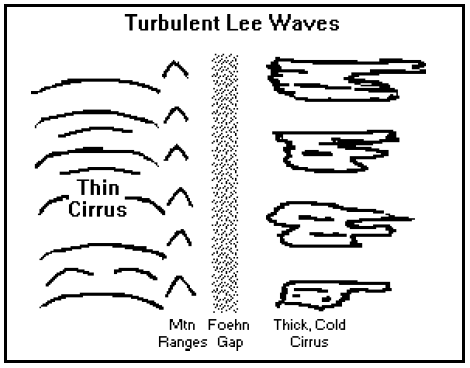 Turbulent Lee Waves
Thin
Cirrus
Mtn Foehn Thick, Cold
Ranges Gap Cirrus